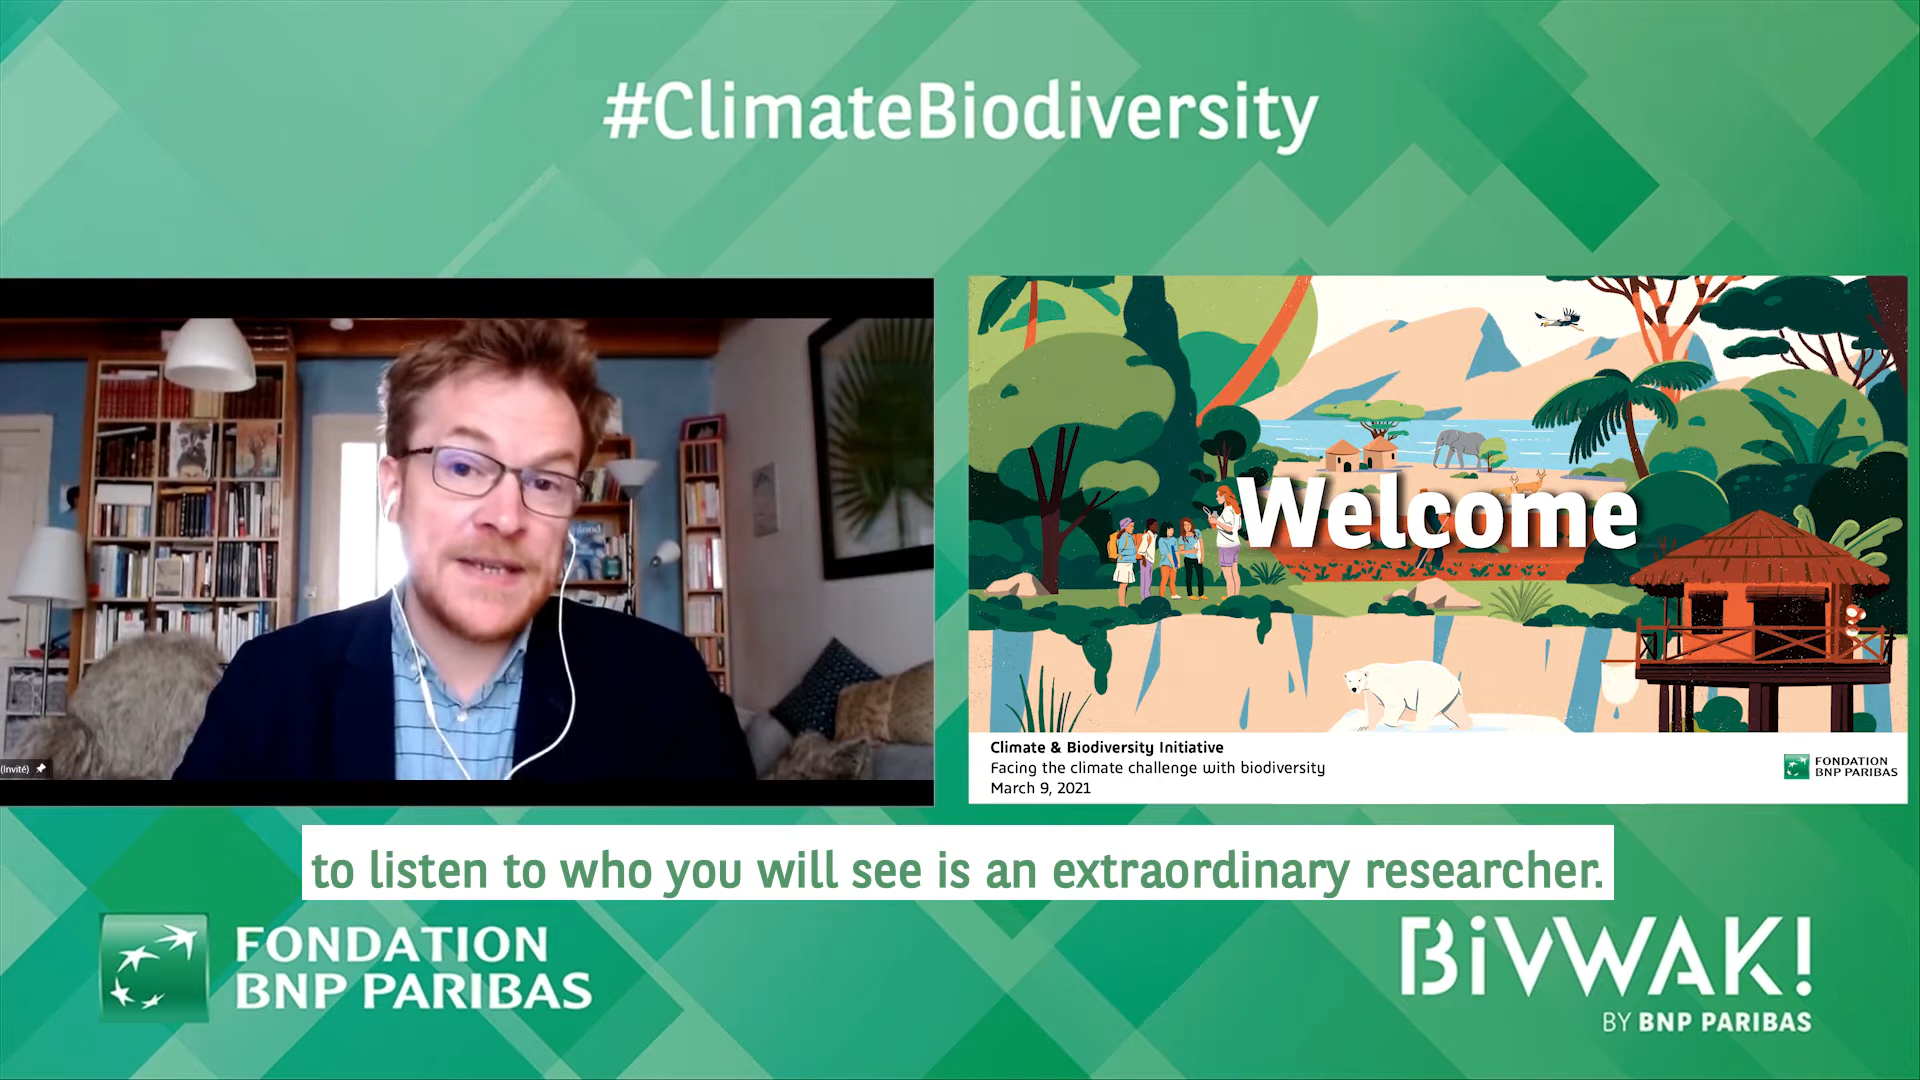 #ClimateBiodiversity
Welcome
(Invité)
Climate & Biodiversity Initiative
Facing the climate challenge with biodiversity
March 9, 2021
FONDATION
BNP PARIBAS
to listen to who you will see is an extraordinary researcher.
FONDATION
BNP PARIBAS
BiVWAK!
BY BNP PARIBAS